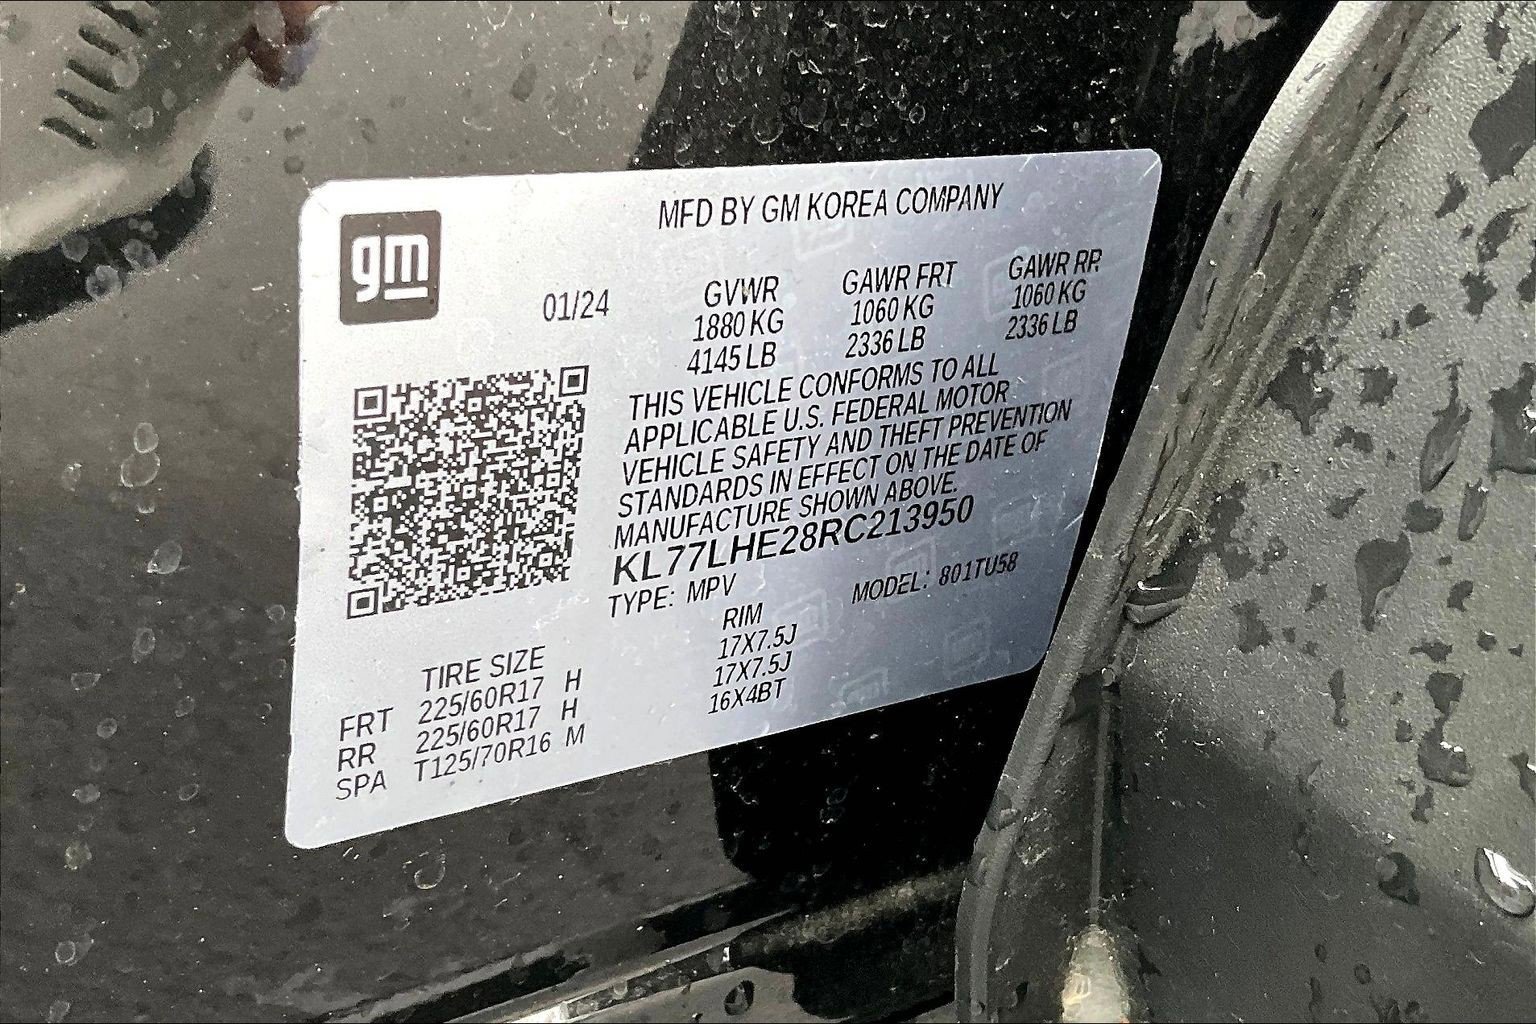 MFD BY GM KOREA COMPANY
gm
01/24
GVWR GAWR FRT GAWR RR
1880 KG 1060 KG 1060 KG
4145 LB 2336 LB 2336 LB
THIS VEHICLE CONFORMS TO ALL
APPLICABLE U.S. FEDERAL MOTOR
VEHICLE SAFETY AND THEFT PREVENTION
STANDARDS IN EFFECT ON THE DATE OF
MANUFACTURE SHOWN ABOVE.
KL77LHE28RC213950
TYPE: MPV MODEL: 801TU58
TIRE SIZE RIM
FRT 225/60R17 H 17X7.5J
RR 225/60R17 H 17X7.5J
SPA T125/70R16 M 16X4BT